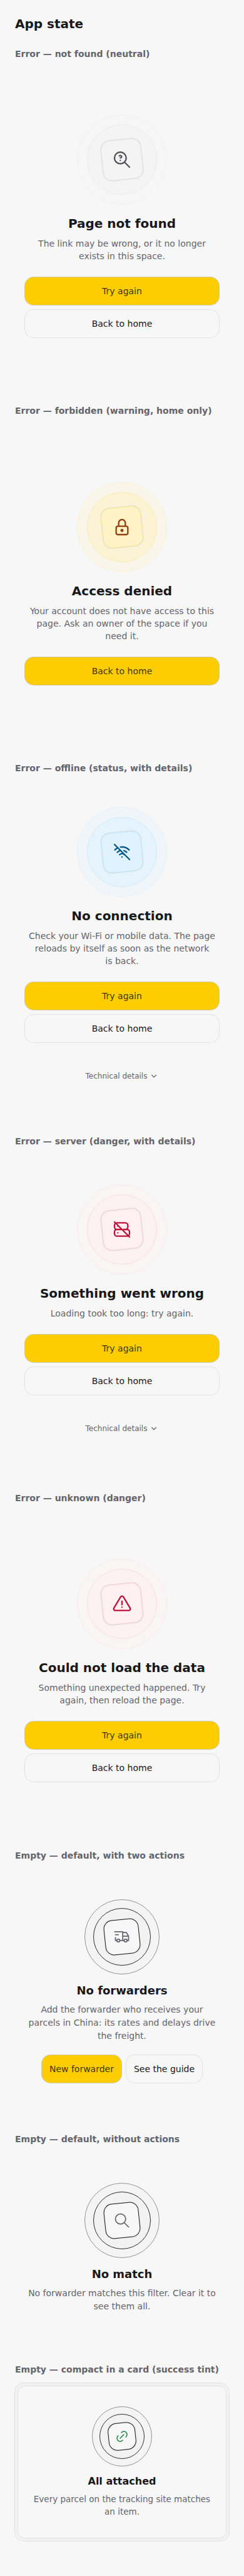 App state
Error — not found (neutral)
Page not found
The link may be wrong, or it no longer
exists in this space.
Try again
Back to home
Error — forbidden (warning, home only)
Access denied
Your account does not have access to this
page. Ask an owner of the space if you
need it.
Back to home
Error — offline (status, with details)
No connection
Check your Wi-Fi or mobile data. The page
reloads by itself as soon as the network
is back.
Try again
Back to home
Technical details
Error — server (danger, with details)
Something went wrong
Loading took too long: try again.
Try again
Back to home
Technical details
Error — unknown (danger)
Could not load the data
Something unexpected happened. Try
again, then reload the page.
Try again
Back to home
Empty — default, with two actions
No forwarders
Add the forwarder who receives your
parcels in China: its rates and delays drive
the freight.
New forwarder
See the guide
Empty — default, without actions
No match
No forwarder matches this filter. Clear it to
see them all.
Empty — compact in a card (success tint)
All attached
Every parcel on the tracking site matches
an item.